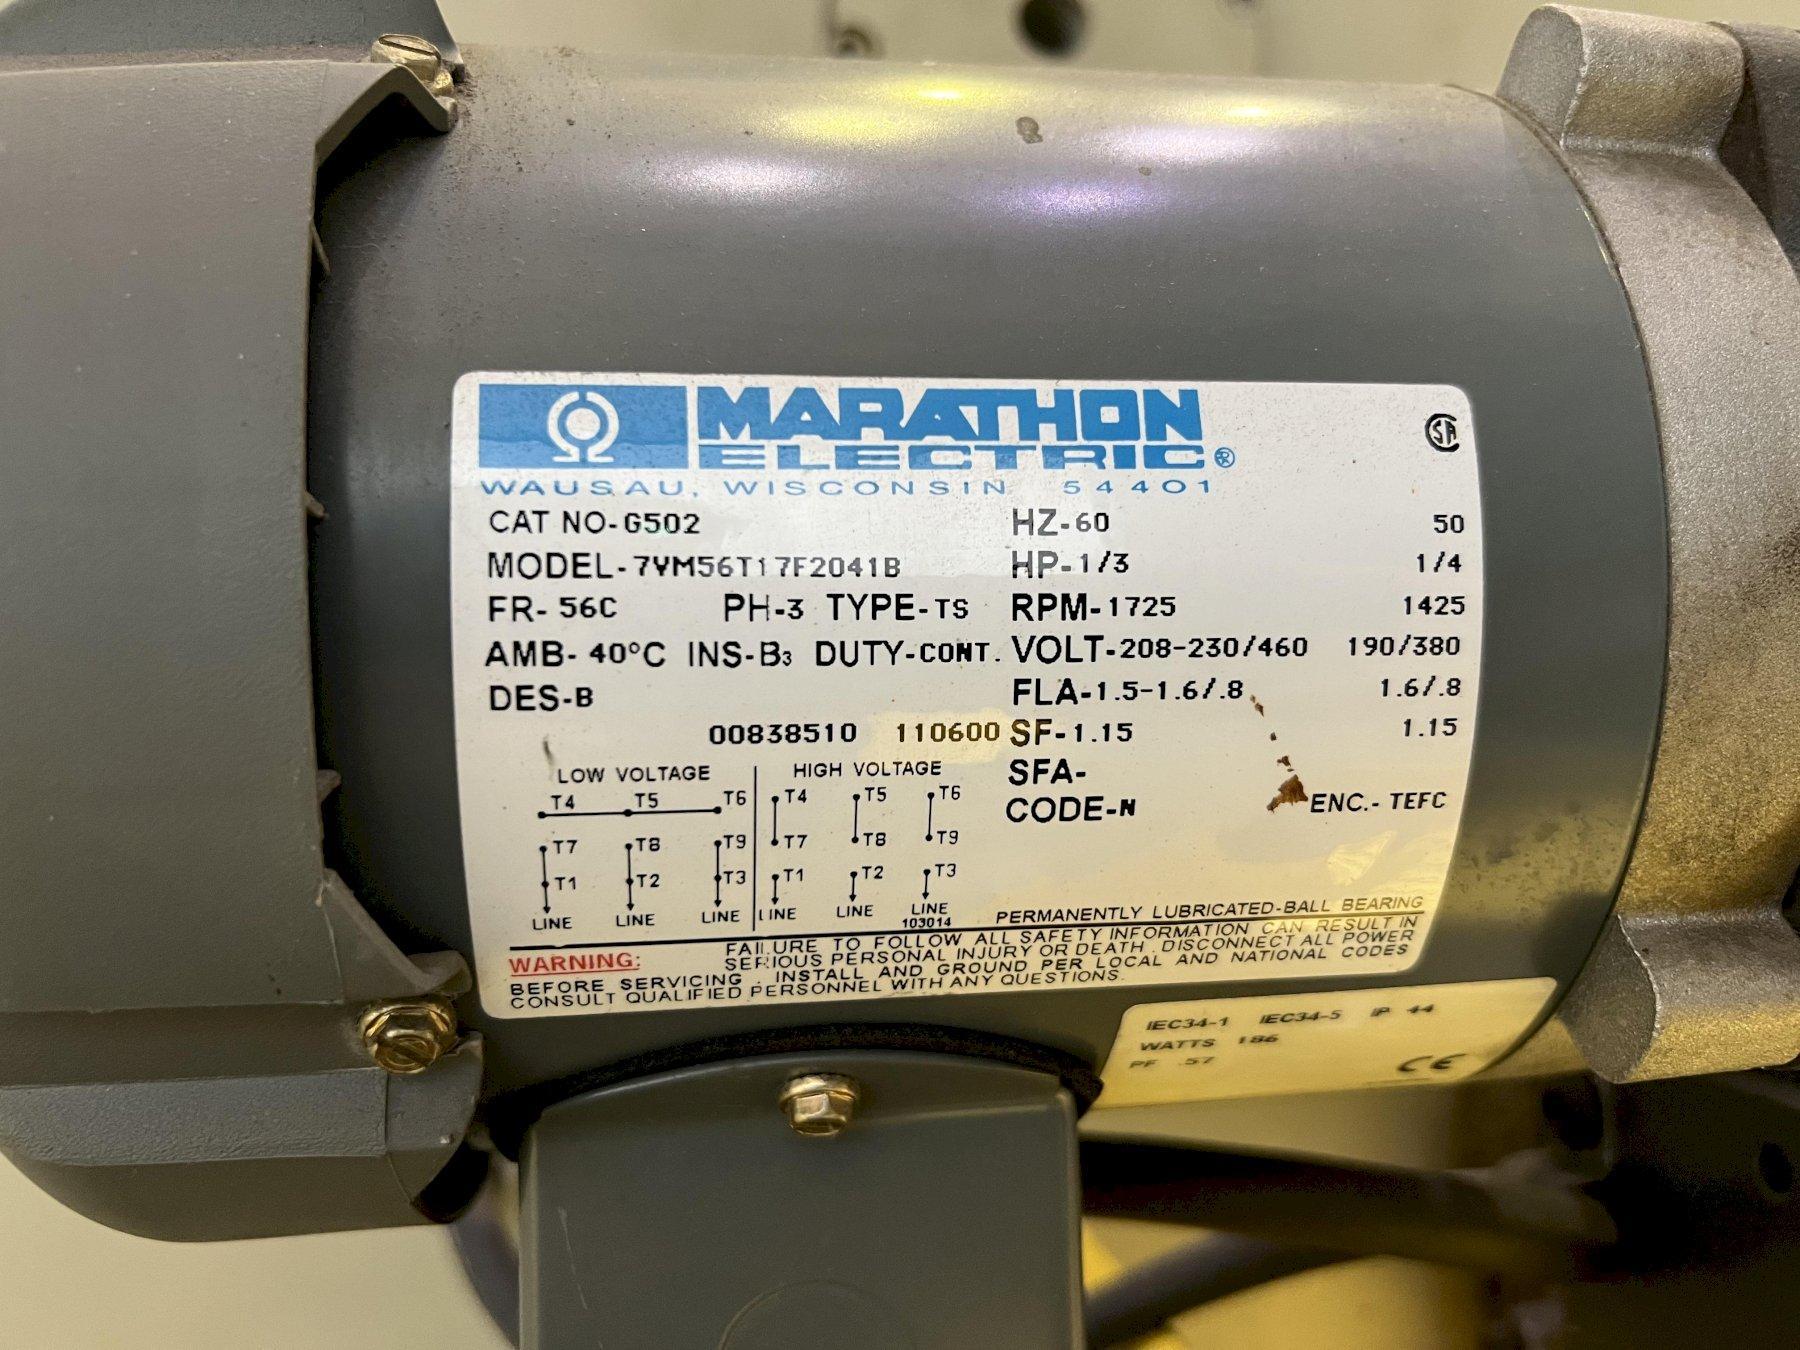 MARATHON
ELECTRIC®
WAUSAU, WISCONSIN 54401
CAT NO-G502 HZ-60 50
MODEL-7VM56T17F2041B HP-1/3 1/4
FR-56C PH-3 TYPE-TS RPM-1725 1425
AMB-40°C INS-B3 DUTY-CONT. VOLT-208-230/460 190/380
DES-B FLA-1.5-1.6/.8 1.6/.8
00838510 110600 SF-1.15 1.15
SFA-
CODE-N ENC.- TEFC
LOW VOLTAGE HIGH VOLTAGE
T4 T5 T6 T4 T5 T6
T7 T8 T9 T7 T8 T9
T1 T2 T3 T1 T2 T3
LINE LINE LINE LINE LINE LINE
103014
PERMANENTLY LUBRICATED-BALL BEARING
WARNING: FAILURE TO FOLLOW ALL SAFETY INFORMATION CAN RESULT IN
SERIOUS PERSONAL INJURY OR DEATH. DISCONNECT ALL POWER
BEFORE SERVICING. INSTALL AND GROUND PER LOCAL AND NATIONAL CODES
CONSULT QUALIFIED PERSONNEL WITH ANY QUESTIONS.
IEC34-1 IEC34-5 IP 44
WATTS 186
PF .57
CE